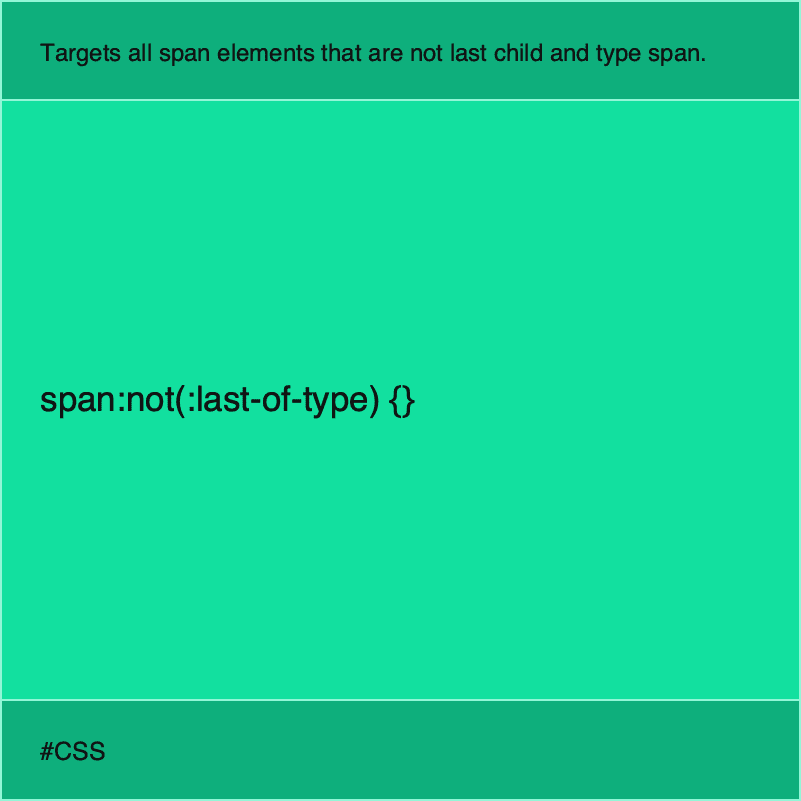 Targets all span elements that are not last child and type span.
span:not(:last-of-type) {}
#CSS